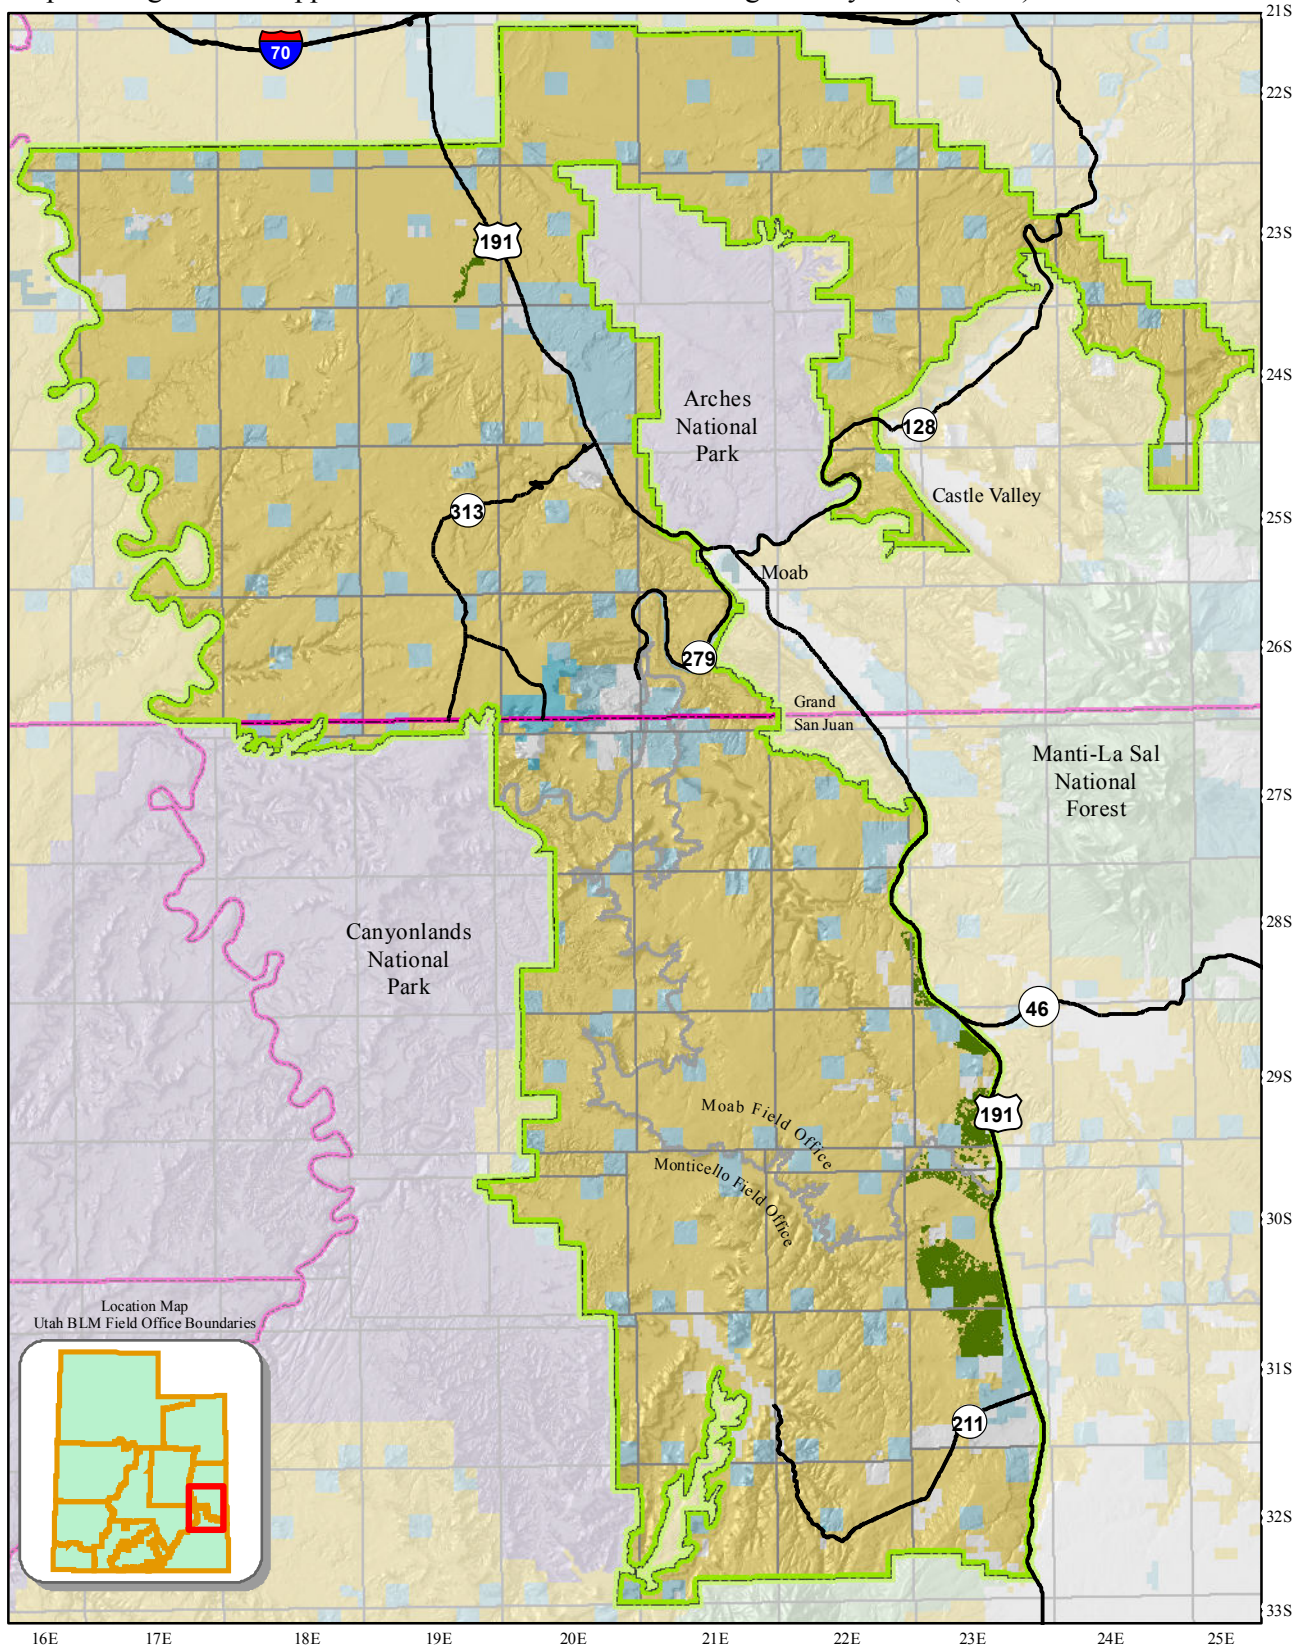 21S
70
22S
191
23S
Arches
National
Park
24S
128
313
Castle Valley
25S
Moab
279
26S
Grand
San Juan
Manti-La Sal
National
Forest
27S
Canyonlands
National
Park
28S
46
29S
191
Moab Field Office
Monticello Field Office
30S
Location Map
Utah BLM Field Office Boundaries
31S
211
32S
33S
16E 17E 18E 19E 20E 21E 22E 23E 24E 25E